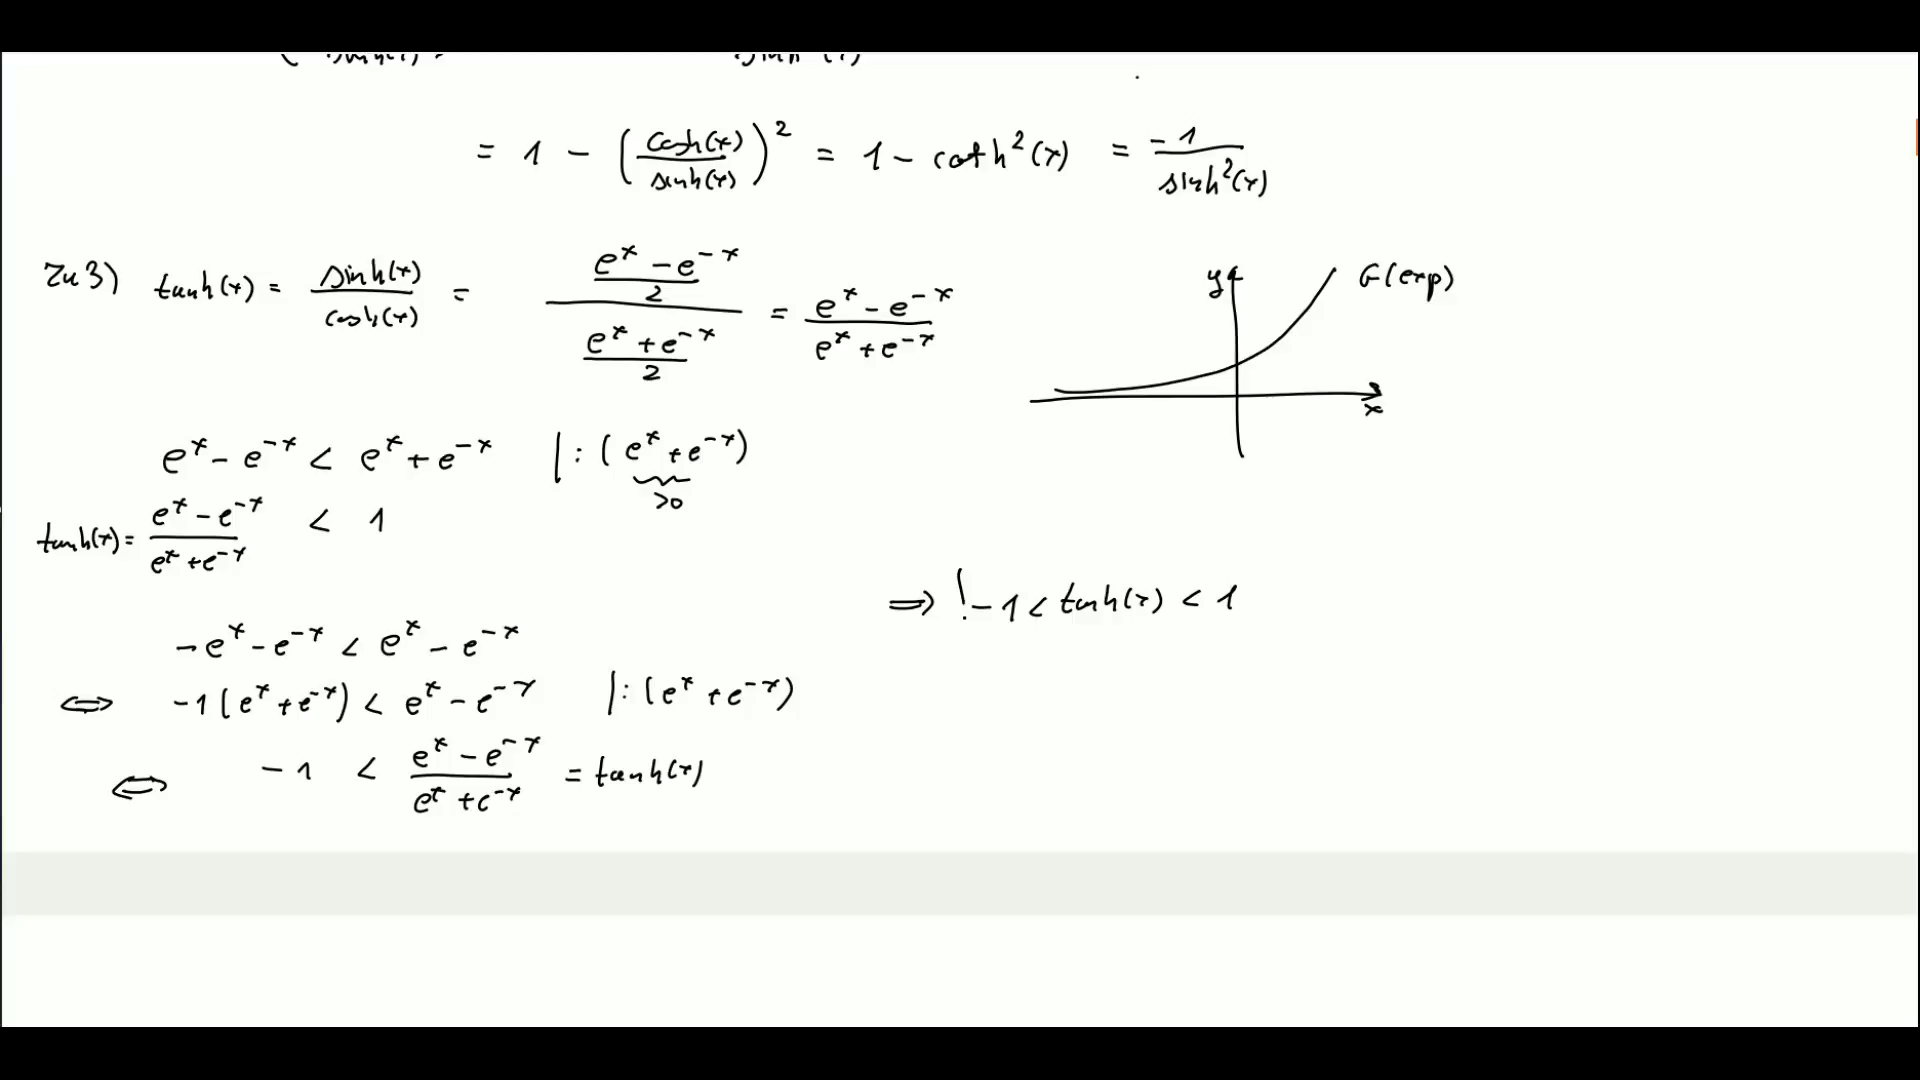 = 1 - (cosh(x)/sinh(x))² = 1 - coth²(x) = -1/sinh²(x)
Zu 3) tanh(x) = sinh(x)/cosh(x) = ((e^x - e^-x)/2)/((e^x + e^-x)/2) = (e^x - e^-x)/(e^x + e^-x)
y G(exp)
x
e^x - e^-x < e^x + e^-x | : (e^x + e^-x)
>0
tanh(x) = (e^x - e^-x)/(e^x + e^-x) < 1
⟹ ! -1 < tanh(x) < 1
-e^x - e^-x < e^x - e^-x
⟺ -1(e^x + e^-x) < e^x - e^-x | : (e^x + e^-x)
⟺ -1 < (e^x - e^-x)/(e^x + e^-x) = tanh(x)